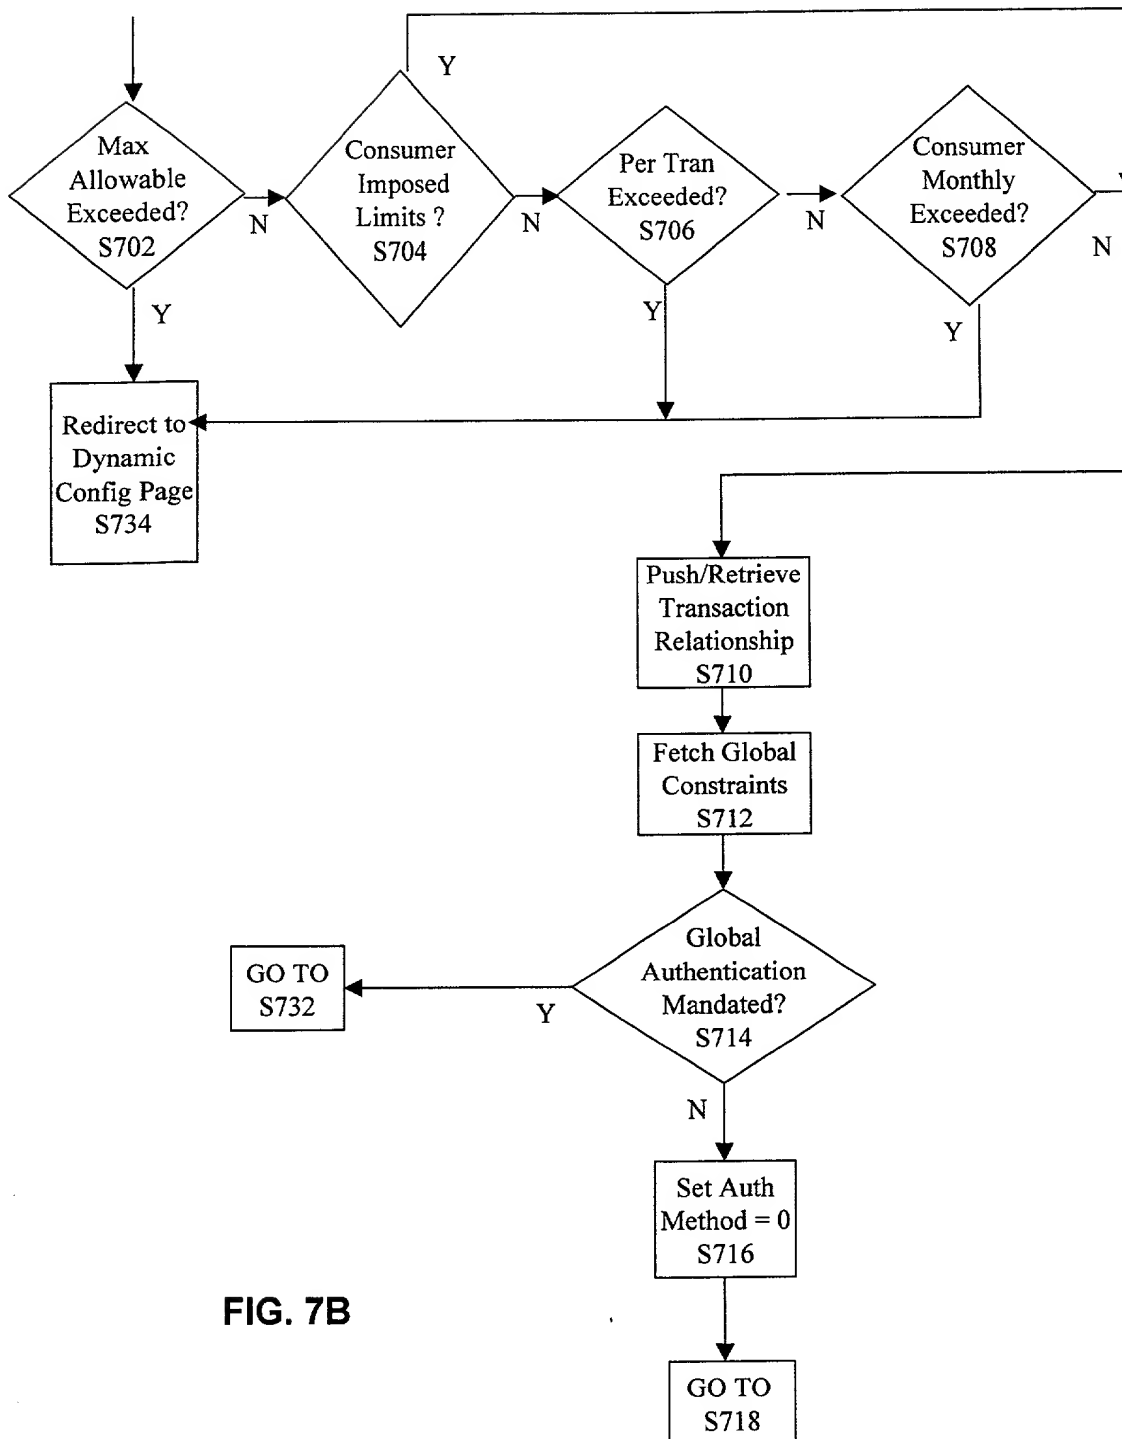 Max
Allowable
Exceeded?
S702
Y
N
Consumer
Imposed
Limits ?
S704
Y
N
Per Tran
Exceeded?
S706
Y
N
Consumer
Monthly
Exceeded?
S708
Y
N
Redirect to
Dynamic
Config Page
S734
Push/Retrieve
Transaction
Relationship
S710
Fetch Global
Constraints
S712
Global
Authentication
Mandated?
S714
Y
GO TO
S732
N
Set Auth
Method = 0
S716
GO TO
S718
FIG. 7B